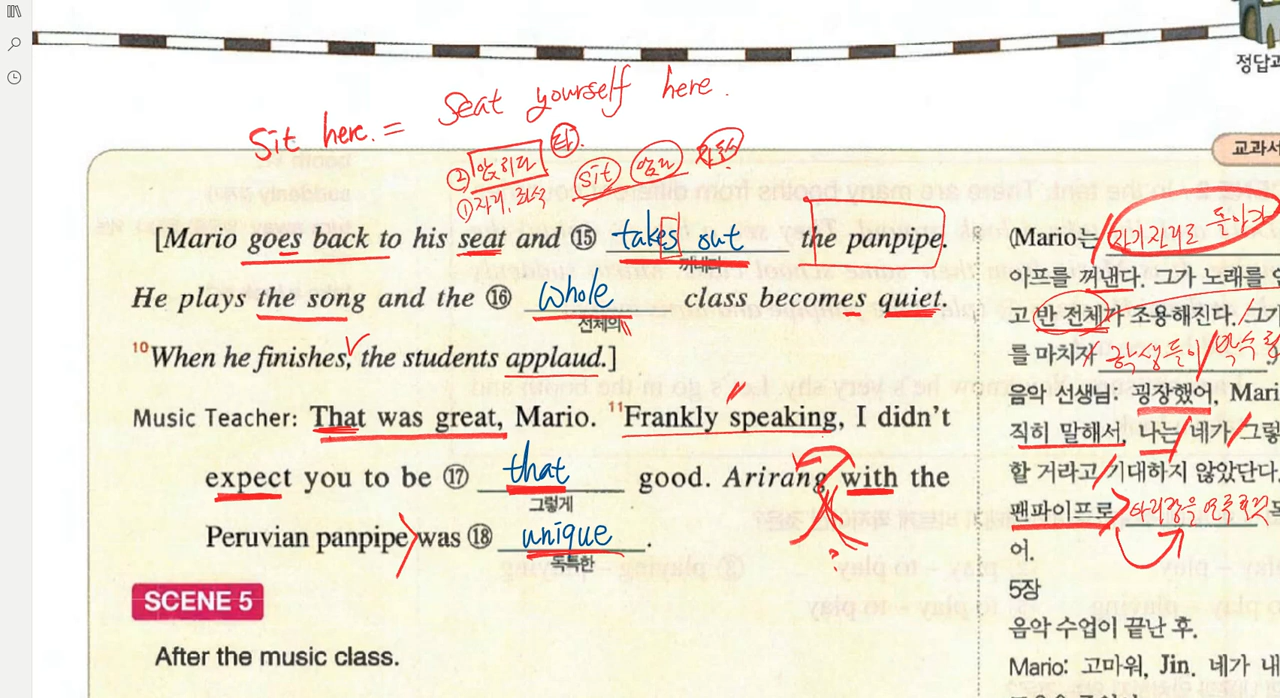 정답과
Sit here. = Seat yourself here.
② 앉히다 타.
① 자리, 좌석 sit 앉다 자동
교과서
[Mario goes back to his seat and ⑮ takes out the panpipe.
꺼내다
He plays the song and the ⑯ whole class becomes quiet.
전체의
10 When he finishes, the students applaud.]
Music Teacher: That was great, Mario. 11 Frankly speaking, I didn't
expect you to be ⑰ that good. Arirang with the
그렇게
Peruvian panpipe was ⑱ unique.
독특한
SCENE 5
After the music class.
(Mario는 자기 자리로 돌아가
이프를 꺼낸다. 그가 노래를
고 반 전체가 조용해진다. 그가
를 마치자 학생들이 박수
음악 선생님: 굉장했어, Mari
직히 말해서, 나는 네가 그렇
할 거라고 기대하지 않았단다.
팬파이프로 아리랑을
어.
5장
음악 수업이 끝난 후.
Mario: 고마워, Jin. 네가 내